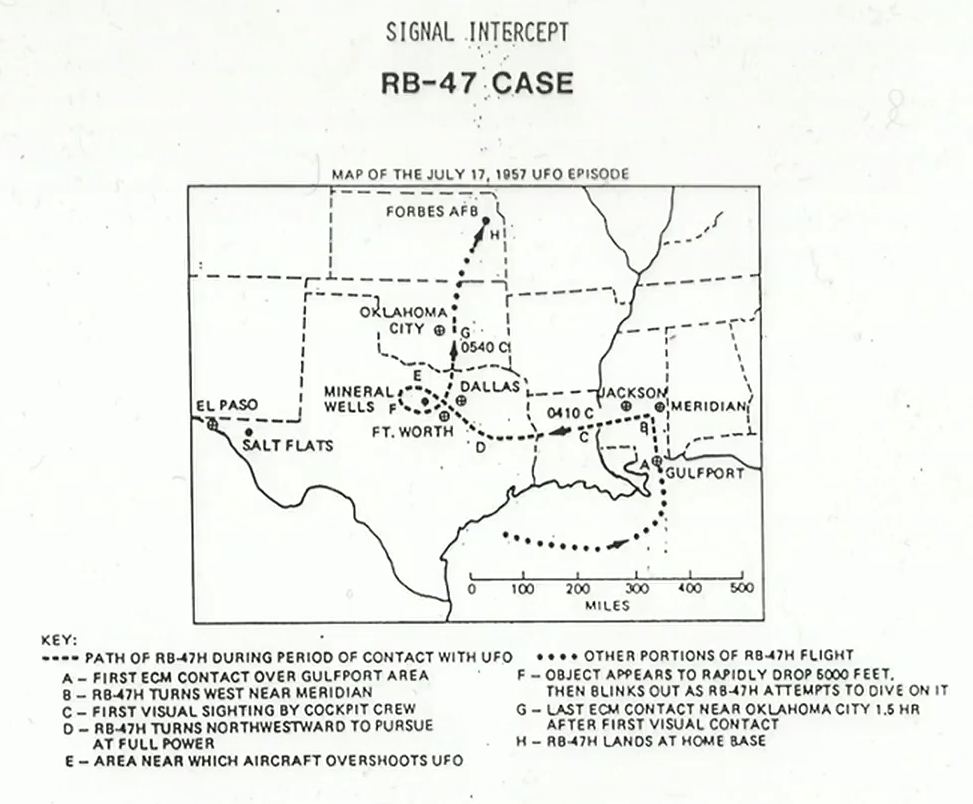 SIGNAL INTERCEPT
RB-47 CASE
MAP OF THE JULY 17, 1957 UFO EPISODE
FORBES AFB
H
OKLAHOMA
CITY
G
0540 C
E
MINERAL
WELLS
F
DALLAS
FT. WORTH
EL PASO
SALT FLATS
JACKSON
MERIDIAN
0410 C
B
C
D
A
GULFPORT
0 100 200 300 400 500
MILES
KEY:
---- PATH OF RB-47H DURING PERIOD OF CONTACT WITH UFO
A – FIRST ECM CONTACT OVER GULFPORT AREA
B – RB-47H TURNS WEST NEAR MERIDIAN
C – FIRST VISUAL SIGHTING BY COCKPIT CREW
D – RB-47H TURNS NORTHWESTWARD TO PURSUE
AT FULL POWER
E – AREA NEAR WHICH AIRCRAFT OVERSHOOTS UFO
•••• OTHER PORTIONS OF RB-47H FLIGHT
F – OBJECT APPEARS TO RAPIDLY DROP 5000 FEET,
THEN BLINKS OUT AS RB-47H ATTEMPTS TO DIVE ON IT
G – LAST ECM CONTACT NEAR OKLAHOMA CITY 1.5 HR
AFTER FIRST VISUAL CONTACT
H – RB-47H LANDS AT HOME BASE